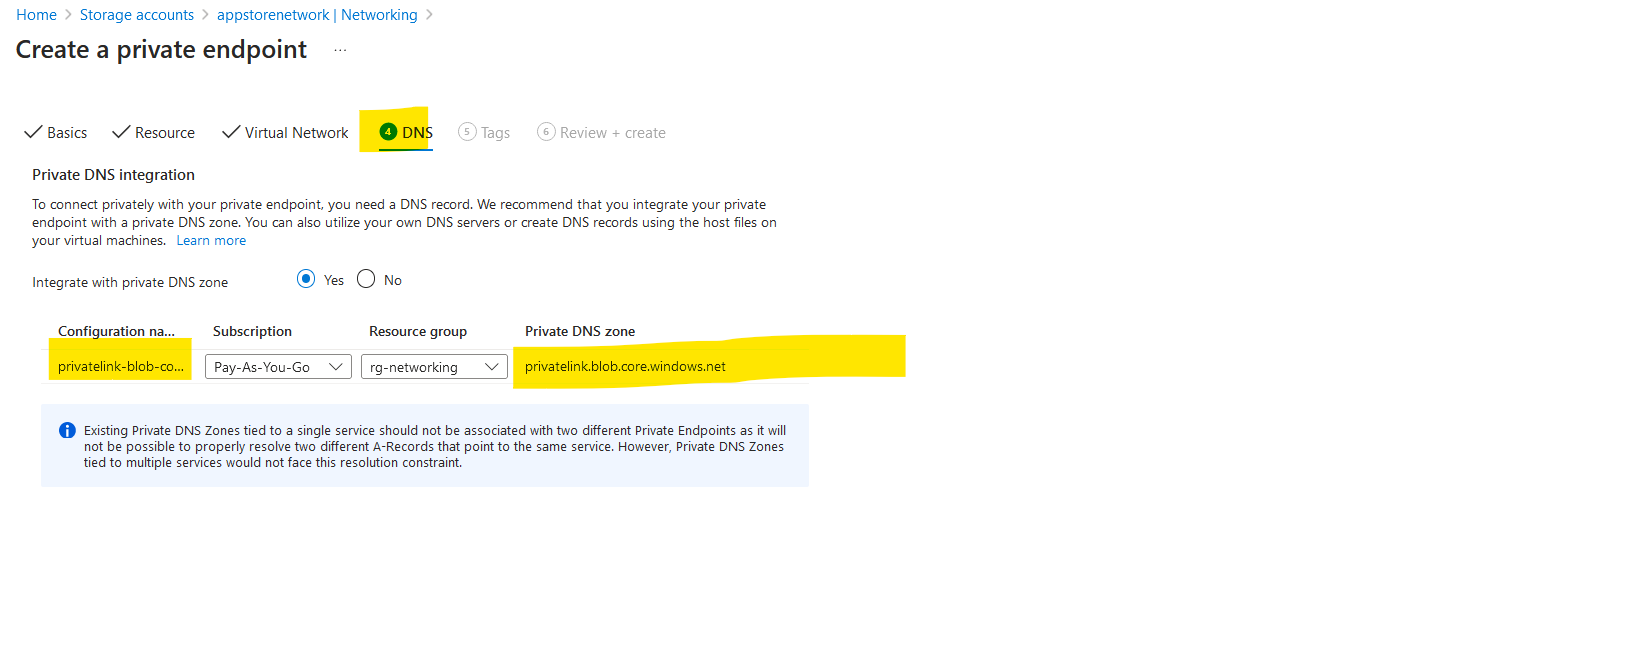 Home > Storage accounts > appstorenetwork | Networking >
Create a private endpoint ...
Basics Resource Virtual Network 4 DNS 5 Tags 6 Review + create
Private DNS integration
To connect privately with your private endpoint, you need a DNS record. We recommend that you integrate your private
endpoint with a private DNS zone. You can also utilize your own DNS servers or create DNS records using the host files on
your virtual machines. Learn more
Integrate with private DNS zone Yes No
Configuration na... Subscription Resource group Private DNS zone
privatelink-blob-co... Pay-As-You-Go rg-networking privatelink.blob.core.windows.net
Existing Private DNS Zones tied to a single service should not be associated with two different Private Endpoints as it will
not be possible to properly resolve two different A-Records that point to the same service. However, Private DNS Zones
tied to multiple services would not face this resolution constraint.